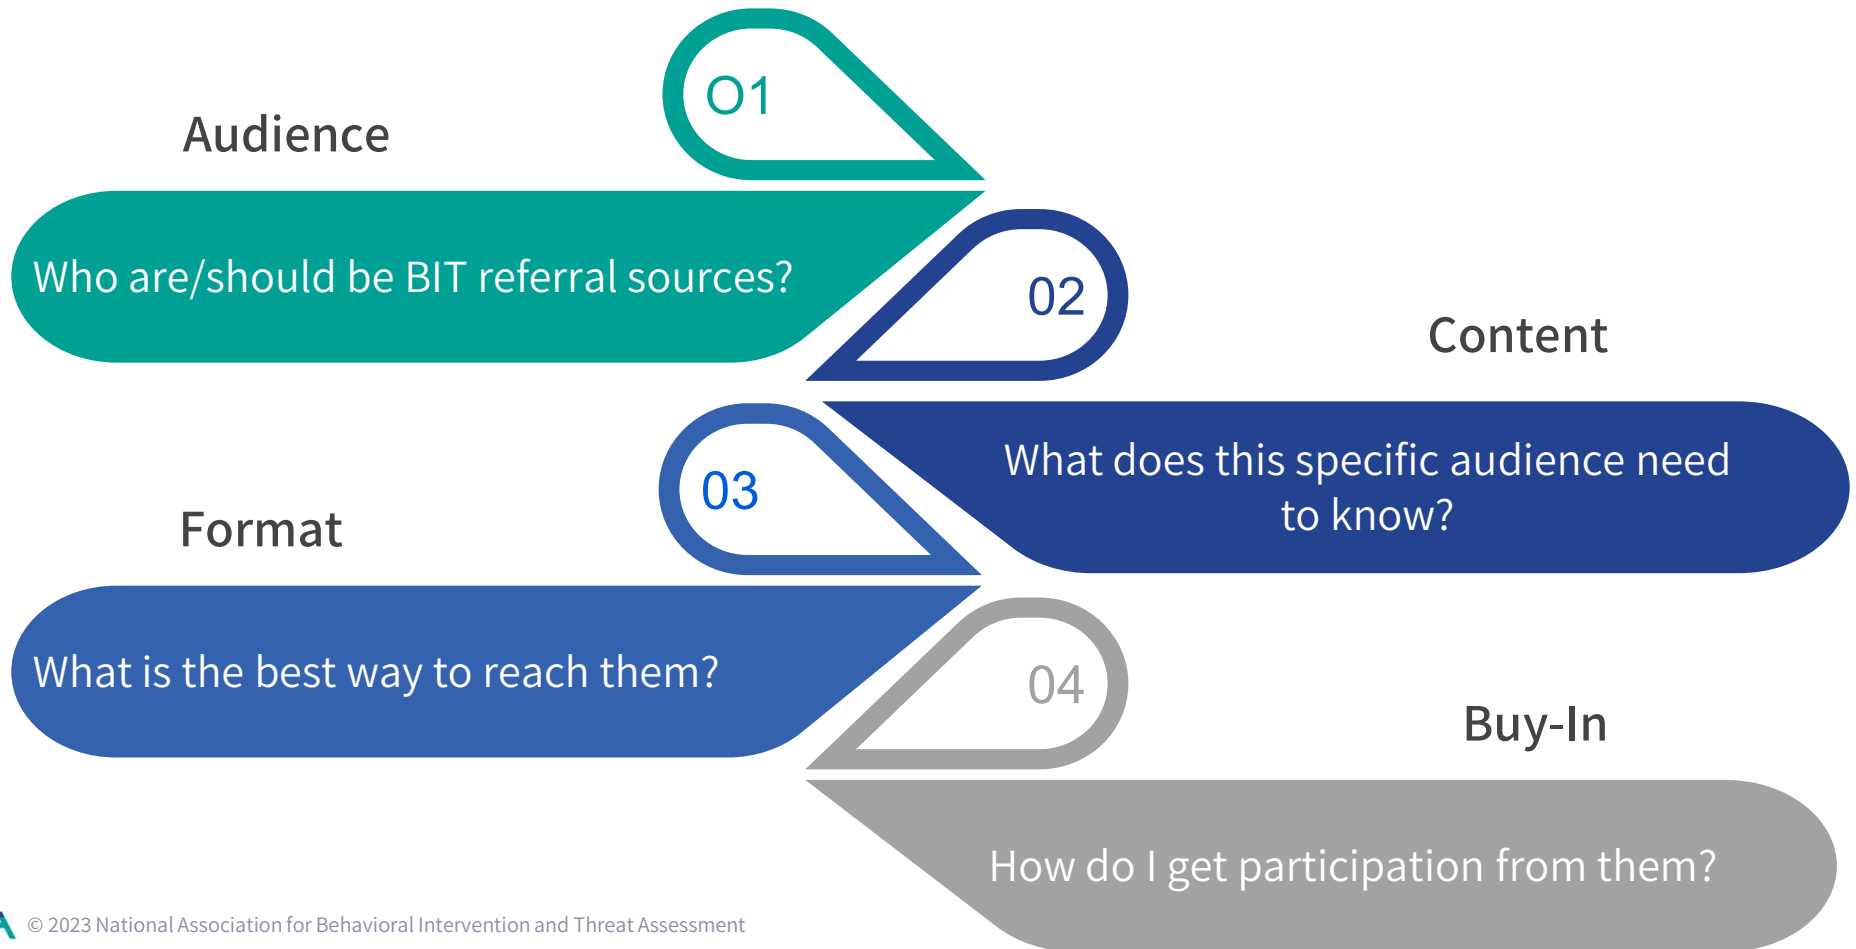 O1
Audience
Who are/should be BIT referral sources?
02
Content
What does this specific audience need
to know?
03
Format
What is the best way to reach them?
04
Buy-In
How do I get participation from them?
© 2023 National Association for Behavioral Intervention and Threat Assessment